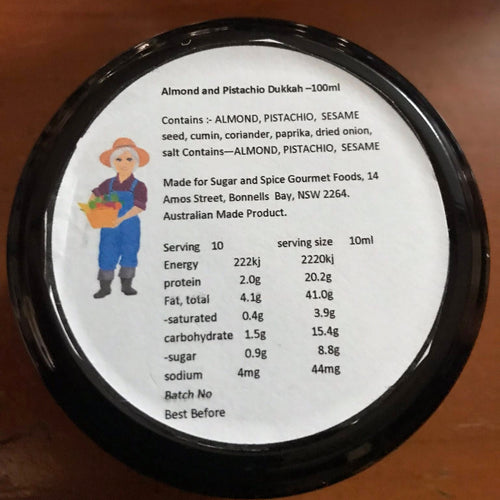 Almond and Pistachio Dukkah –100ml
Contains :- ALMOND, PISTACHIO, SESAME
seed, cumin, coriander, paprika, dried onion,
salt Contains—ALMOND, PISTACHIO, SESAME
Made for Sugar and Spice Gourmet Foods, 14
Amos Street, Bonnells Bay, NSW 2264.
Australian Made Product.
Serving 10 serving size 10ml
Energy 222kj 2220kj
protein 2.0g 20.2g
Fat, total 4.1g 41.0g
-saturated 0.4g 3.9g
carbohydrate 1.5g 15.4g
-sugar 0.9g 8.8g
sodium 4mg 44mg
Batch No
Best Before